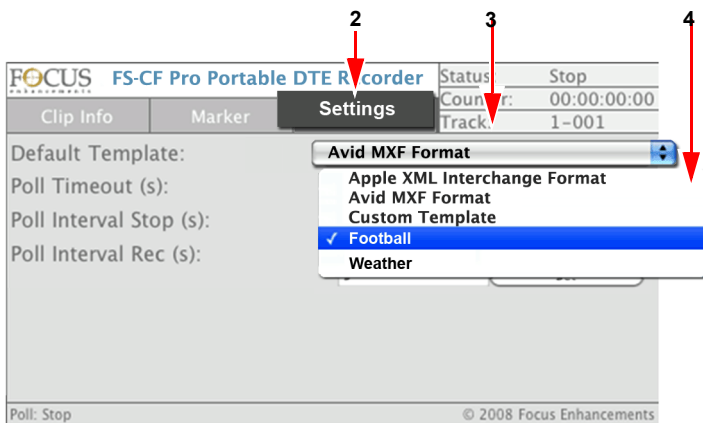 2 3 4
FOCUS enhancements FS-CF Pro Portable DTE Recorder
Status: Stop
Counter: 00:00:00:00
Track: 1-001
Clip Info Marker Settings
Default Template: Avid MXF Format
Poll Timeout (s):
Poll Interval Stop (s):
Poll Interval Rec (s):
Apple XML Interchange Format
Avid MXF Format
Custom Template
✓ Football
Weather
Poll: Stop © 2008 Focus Enhancements